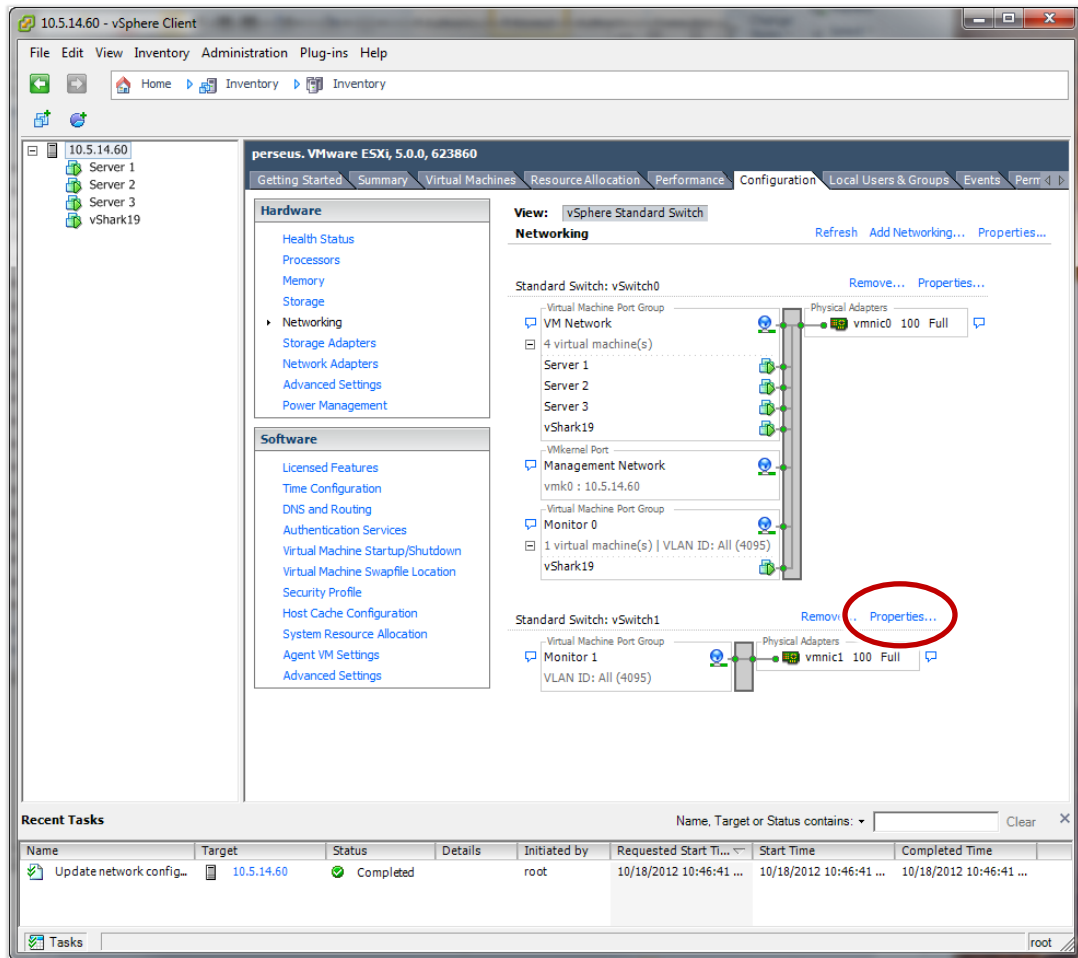 10.5.14.60 - vSphere Client
File Edit View Inventory Administration Plug-ins Help
Home Inventory Inventory
10.5.14.60
Server 1
Server 2
Server 3
vShark19
perseus. VMware ESXi, 5.0.0, 623860
Getting Started Summary Virtual Machines Resource Allocation Performance Configuration Local Users & Groups Events Perm
Hardware
Health Status
Processors
Memory
Storage
Networking
Storage Adapters
Network Adapters
Advanced Settings
Power Management
Software
Licensed Features
Time Configuration
DNS and Routing
Authentication Services
Virtual Machine Startup/Shutdown
Virtual Machine Swapfile Location
Security Profile
Host Cache Configuration
System Resource Allocation
Agent VM Settings
Advanced Settings
View: vSphere Standard Switch
Networking Refresh Add Networking... Properties...
Standard Switch: vSwitch0 Remove... Properties...
Virtual Machine Port Group Physical Adapters
VM Network vmnic0 100 Full
4 virtual machine(s)
Server 1
Server 2
Server 3
vShark19
VMkernel Port
Management Network
vmk0 : 10.5.14.60
Virtual Machine Port Group
Monitor 0
1 virtual machine(s) | VLAN ID: All (4095)
vShark19
Standard Switch: vSwitch1 Remove... Properties...
Virtual Machine Port Group Physical Adapters
Monitor 1 vmnic1 100 Full
VLAN ID: All (4095)
Recent Tasks Name, Target or Status contains: Clear
Name Target Status Details Initiated by Requested Start Ti... Start Time Completed Time
Update network config... 10.5.14.60 Completed root 10/18/2012 10:46:41 ... 10/18/2012 10:46:41 ... 10/18/2012 10:46:41 ...
Tasks root